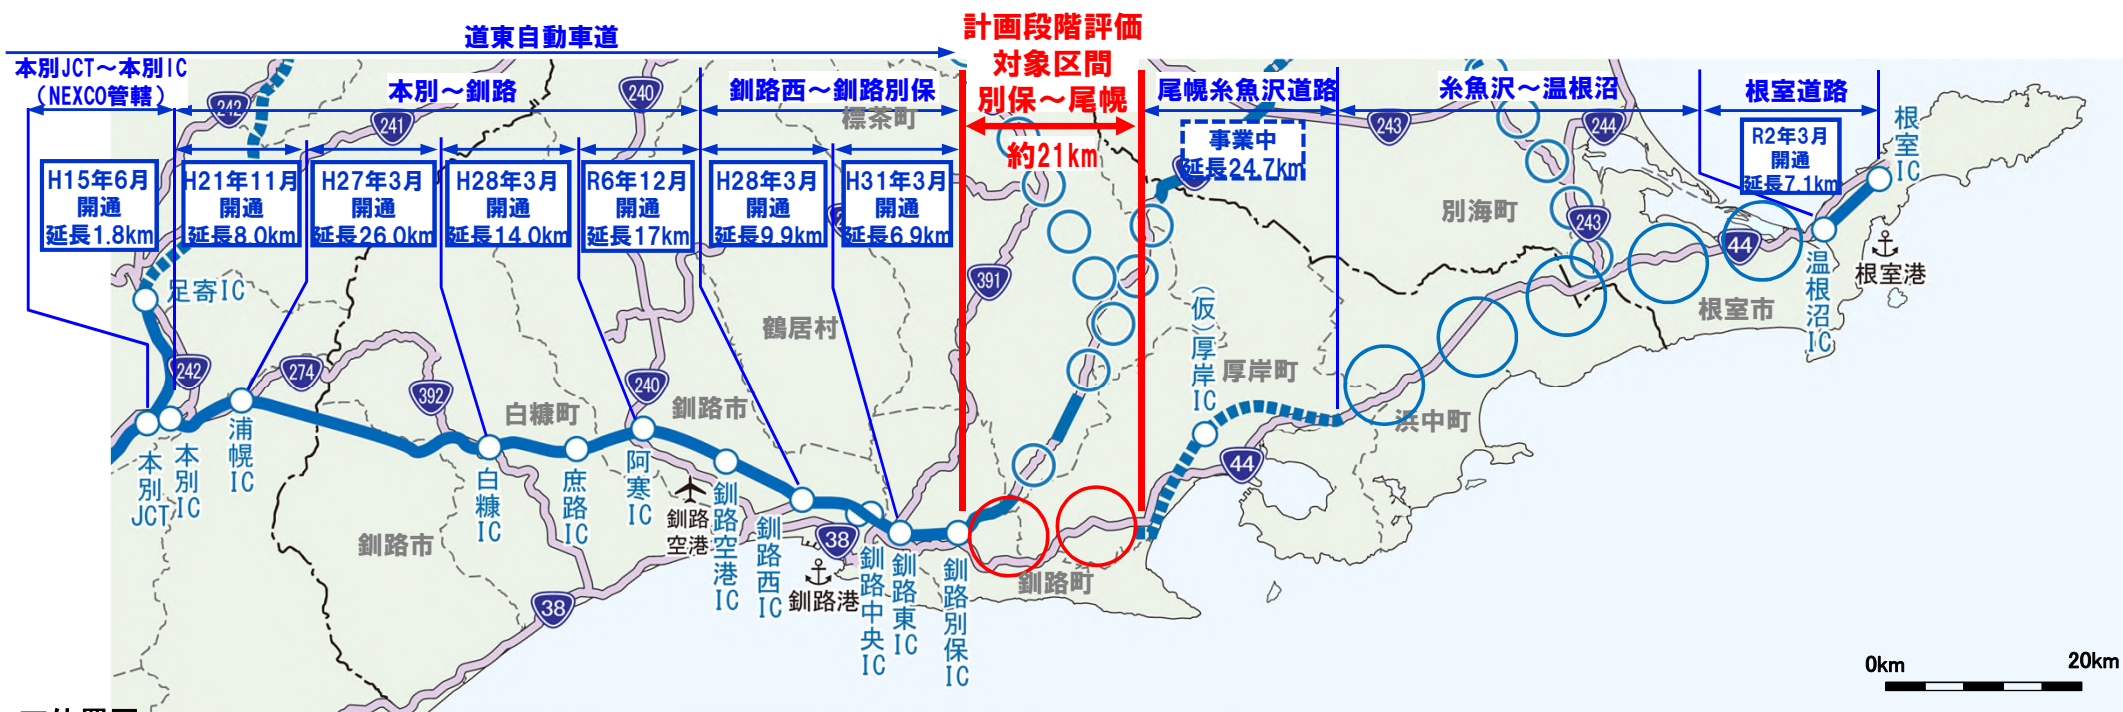 道東自動車道
計画段階評価
対象区間
別保～尾幌
約21km
本別JCT～本別IC
(NEXCO管轄)
本別～釧路
釧路西～釧路別保
尾幌糸魚沢道路
糸魚沢～温根沼
根室道路
H15年6月
開通
延長1.8km
H21年11月
開通
延長8.0km
H27年3月
開通
延長26.0km
H28年3月
開通
延長14.0km
R6年12月
開通
延長17km
H28年3月
開通
延長9.9km
H31年3月
開通
延長6.9km
事業中
延長24.7km
R2年3月
開通
延長7.1km
242
241
240
243
244
標茶町
別海町
243
44
391
鶴居村
根室市
根室IC
温根沼IC
根室港
足寄IC
242
274
392
240
白糠町
釧路市
(仮)厚岸IC
厚岸町
浜中町
44
本別JCT
本別IC
浦幌IC
白糠IC
庶路IC
阿寒IC
釧路
空港
釧路空港IC
釧路西IC
釧路港
38
釧路中央IC
釧路東IC
釧路別保IC
釧路町
釧路市
38
0km
20km